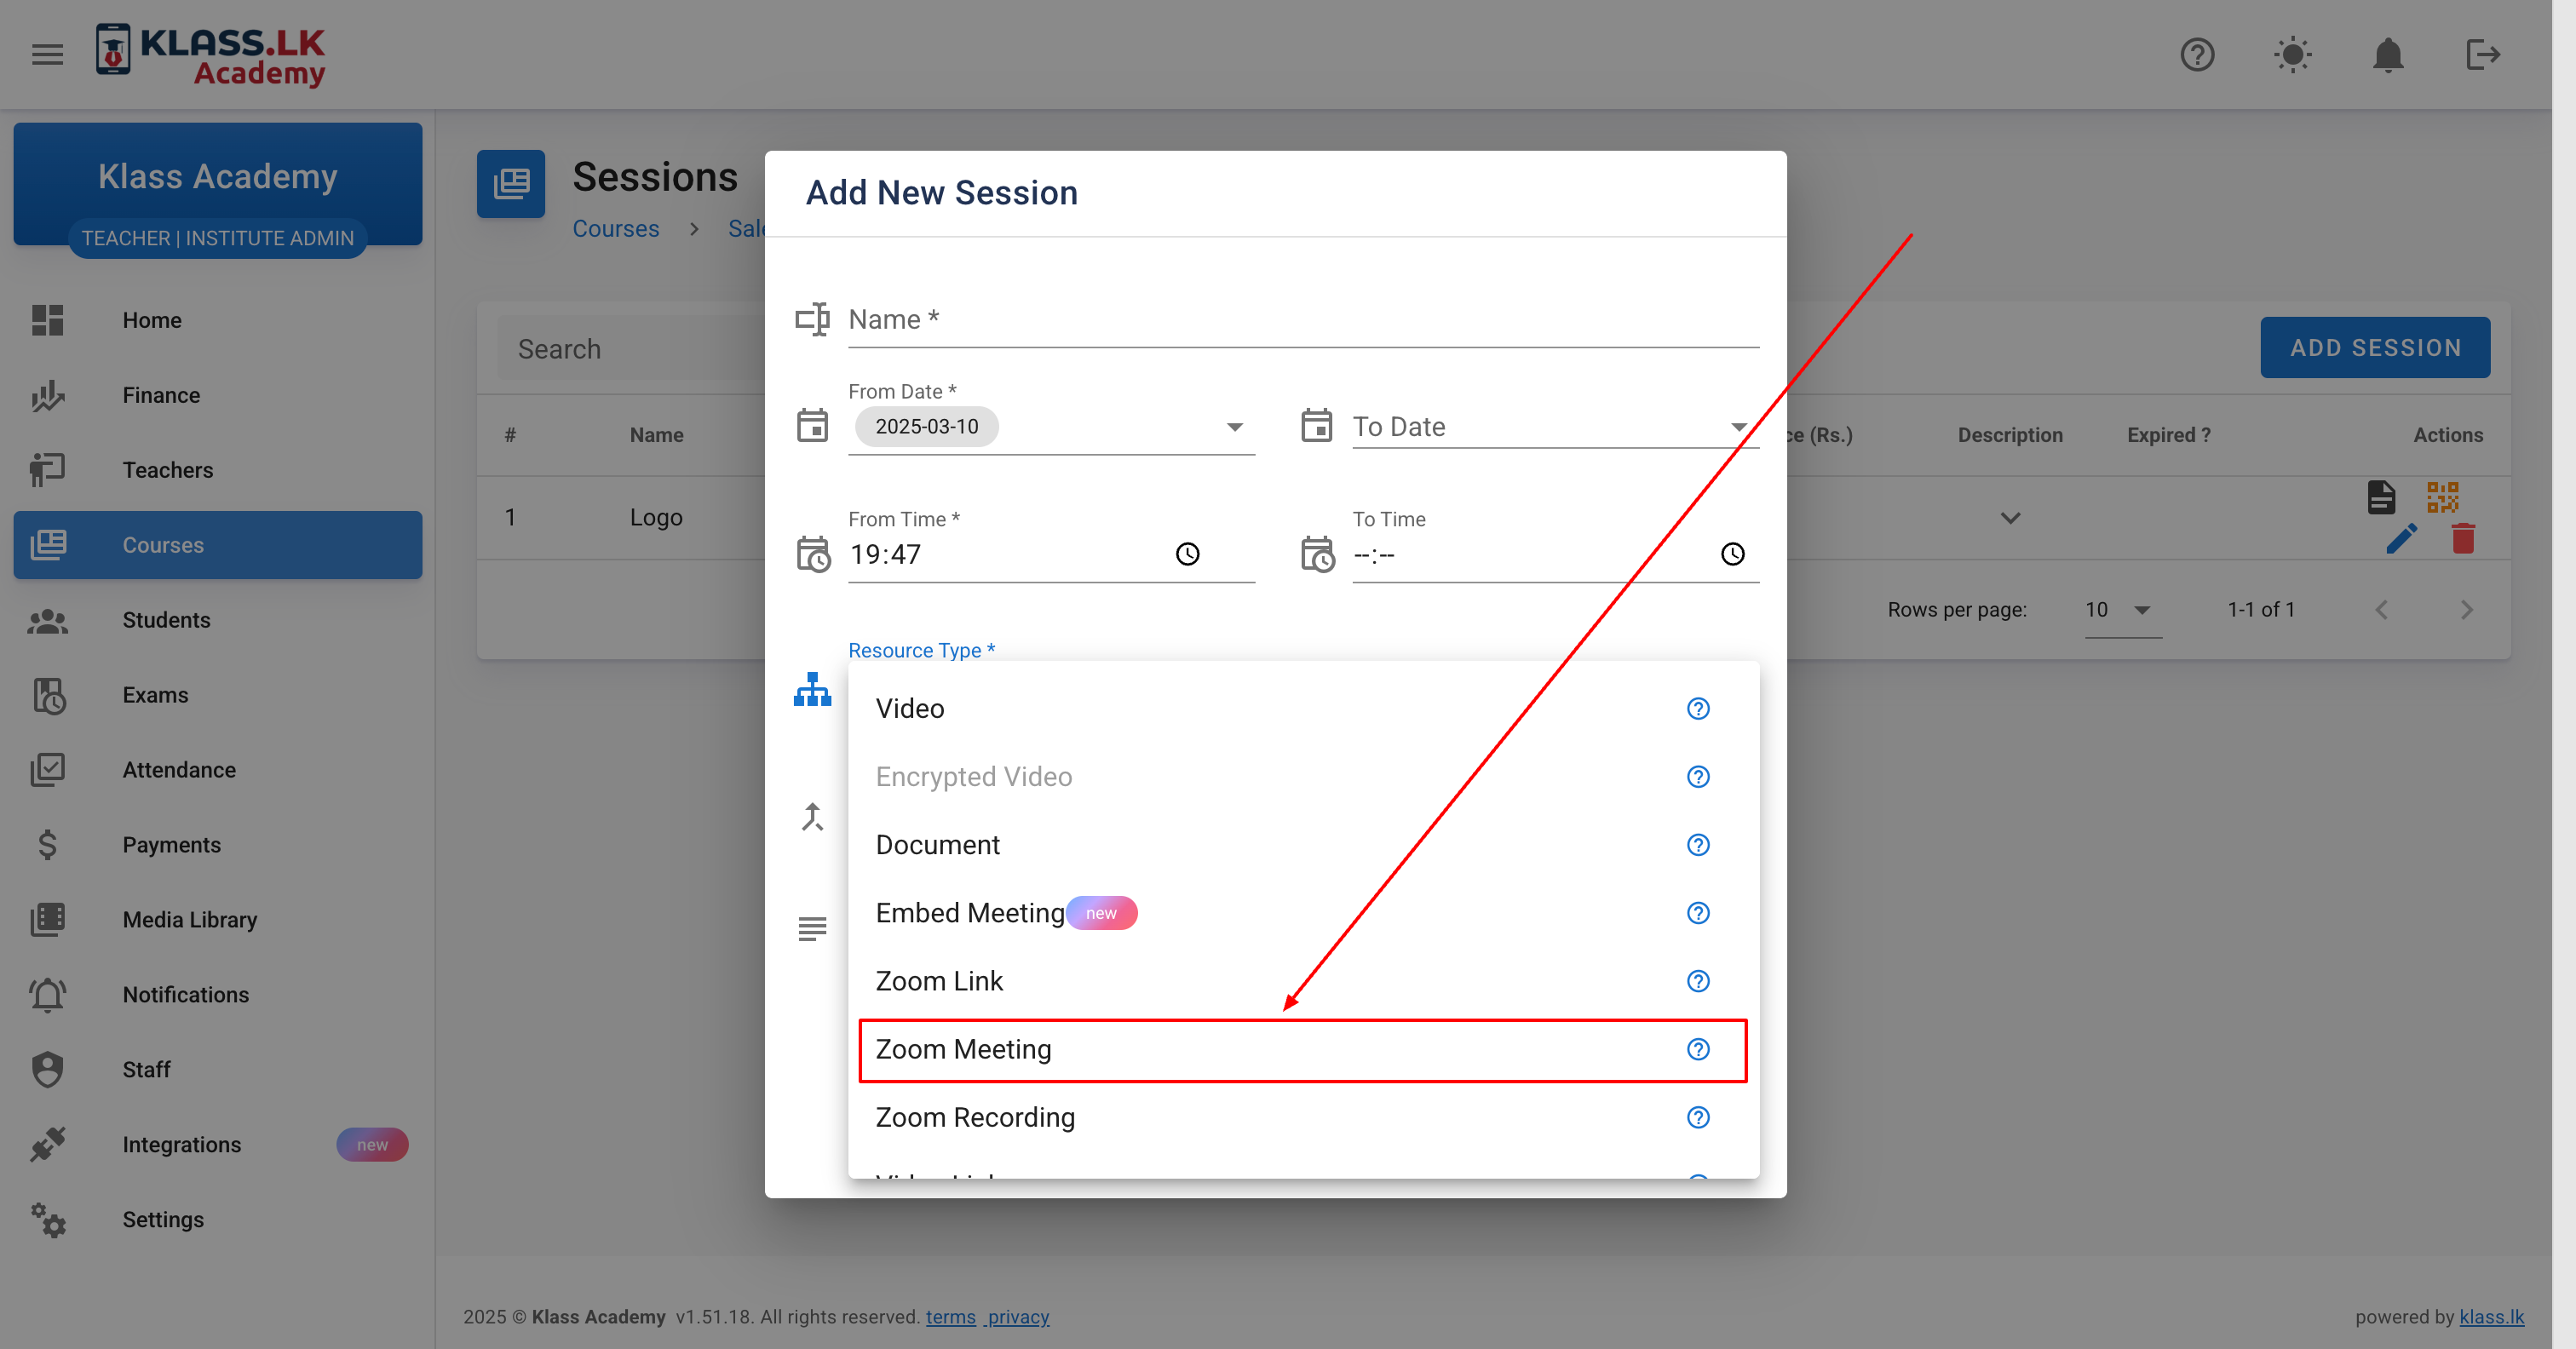 KLASS.LK
Academy
Klass Academy
TEACHER | INSTITUTE ADMIN
Home
Finance
Teachers
Courses
Students
Exams
Attendance
Payments
Media Library
Notifications
Staff
Integrations new
Settings
Sessions
Courses
Search
ADD SESSION
# Name (Rs.) Description Expired ? Actions
1 Logo
Rows per page: 10 1-1 of 1
Add New Session
Name *
From Date *
2025-03-10
To Date
From Time *
19:47
To Time
--:--
Resource Type *
Video
Encrypted Video
Document
Embed Meeting new
Zoom Link
Zoom Meeting
Zoom Recording
2025 © Klass Academy v1.51.18. All rights reserved. terms privacy
powered by klass.lk